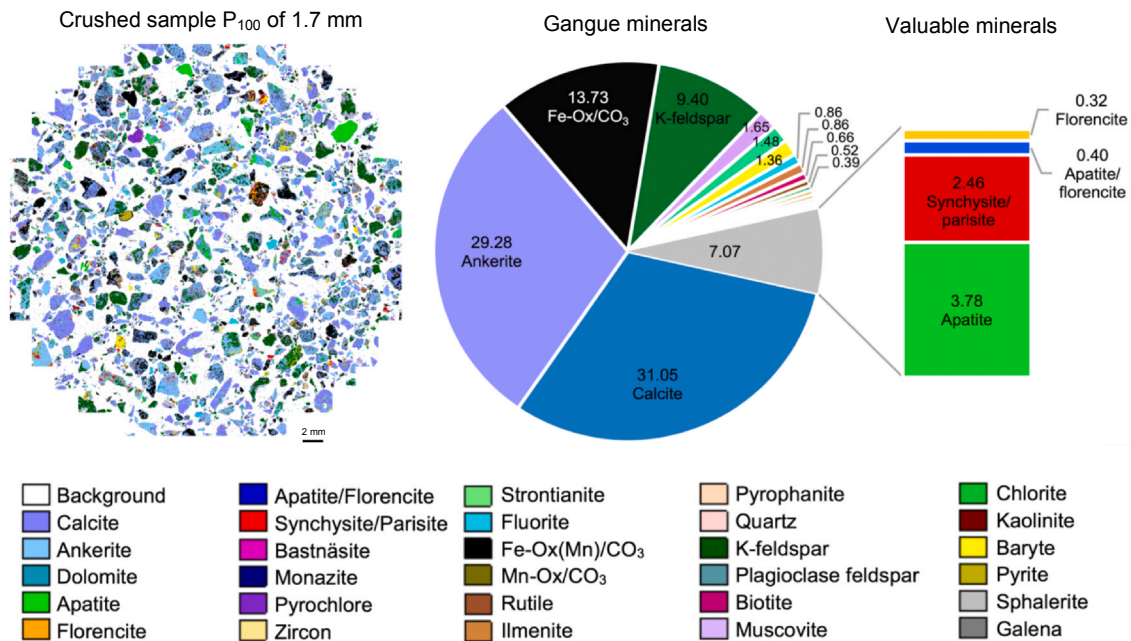 Crushed sample P100 of 1.7 mm
Gangue minerals
Valuable minerals
13.73
Fe-Ox/CO3
9.40
K-feldspar
1.65
1.48
1.36
0.86
0.86
0.66
0.52
0.39
29.28
Ankerite
7.07
31.05
Calcite
0.32
Florencite
0.40
Apatite/
florencite
2.46
Synchysite/
parisite
3.78
Apatite
2 mm
Background
Calcite
Ankerite
Dolomite
Apatite
Florencite
Apatite/Florencite
Synchysite/Parisite
Bastnäsite
Monazite
Pyrochlore
Zircon
Strontianite
Fluorite
Fe-Ox(Mn)/CO3
Mn-Ox/CO3
Rutile
Ilmenite
Pyrophanite
Quartz
K-feldspar
Plagioclase feldspar
Biotite
Muscovite
Chlorite
Kaolinite
Baryte
Pyrite
Sphalerite
Galena